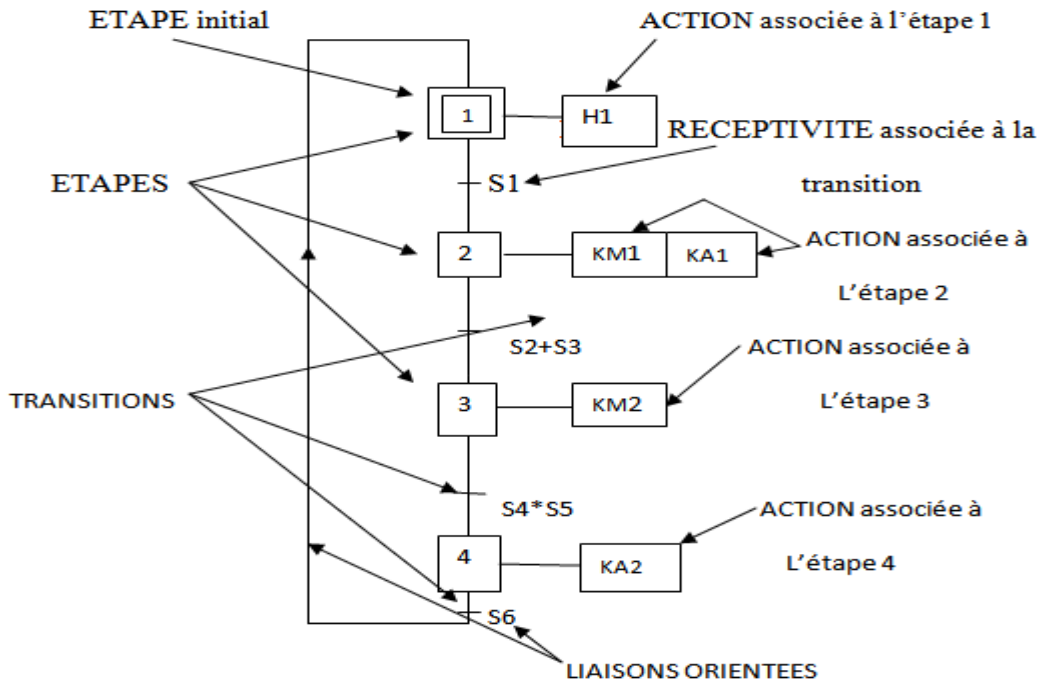 ETAPE initial
ACTION associée à l’étape 1
1
H1
RECEPTIVITE associée à la
transition
ETAPES
S1
2
KM1
KA1
ACTION associée à
L’étape 2
S2+S3
ACTION associée à
L’étape 3
TRANSITIONS
3
KM2
S4*S5
ACTION associée à
L’étape 4
4
KA2
S6
LIAISONS ORIENTEES